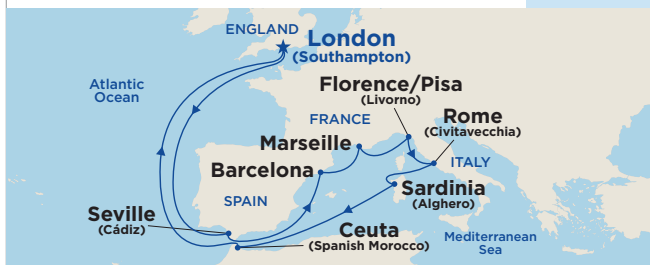 ENGLAND
London
(Southampton)
Atlantic
Ocean
Florence/Pisa
(Livorno)
FRANCE
Rome
(Civitavecchia)
Marseille
Barcelona
ITALY
SPAIN
Sardinia
(Alghero)
Seville
(Cádiz)
Ceuta
(Spanish Morocco)
Mediterranean
Sea